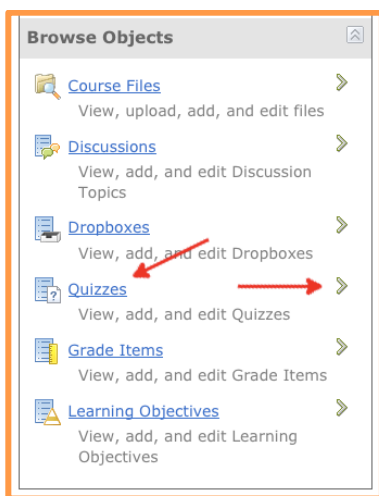 Browse Objects
Course Files
View, upload, add, and edit files
Discussions
View, add, and edit Discussion
Topics
Dropboxes
View, add, and edit Dropboxes
Quizzes
View, add, and edit Quizzes
Grade Items
View, add, and edit Grade Items
Learning Objectives
View, add, and edit Learning
Objectives